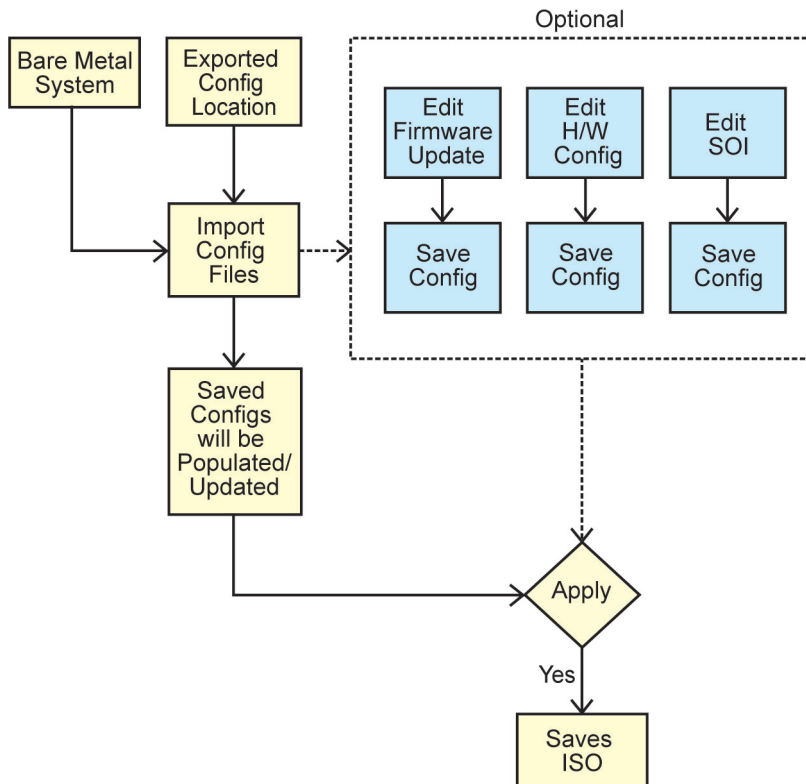 Optional
Bare Metal
System
Exported
Config
Location
Edit
Firmware
Update
Edit
H/W
Config
Edit
SOI
Import
Config
Files
Save
Config
Save
Config
Save
Config
Saved
Configs
will be
Populated/
Updated
Apply
Yes
Saves
ISO